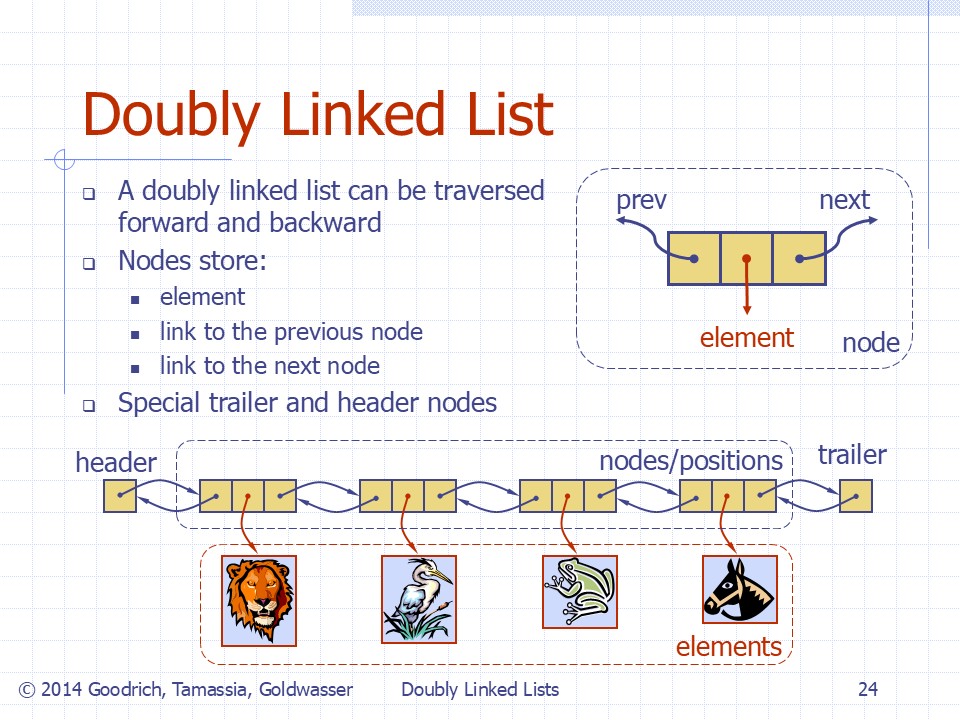 Doubly Linked List
A doubly linked list can be traversed
forward and backward
Nodes store:
element
link to the previous node
link to the next node
Special trailer and header nodes
prev
next
element
node
header
nodes/positions
trailer
elements
© 2014 Goodrich, Tamassia, Goldwasser
Doubly Linked Lists
24